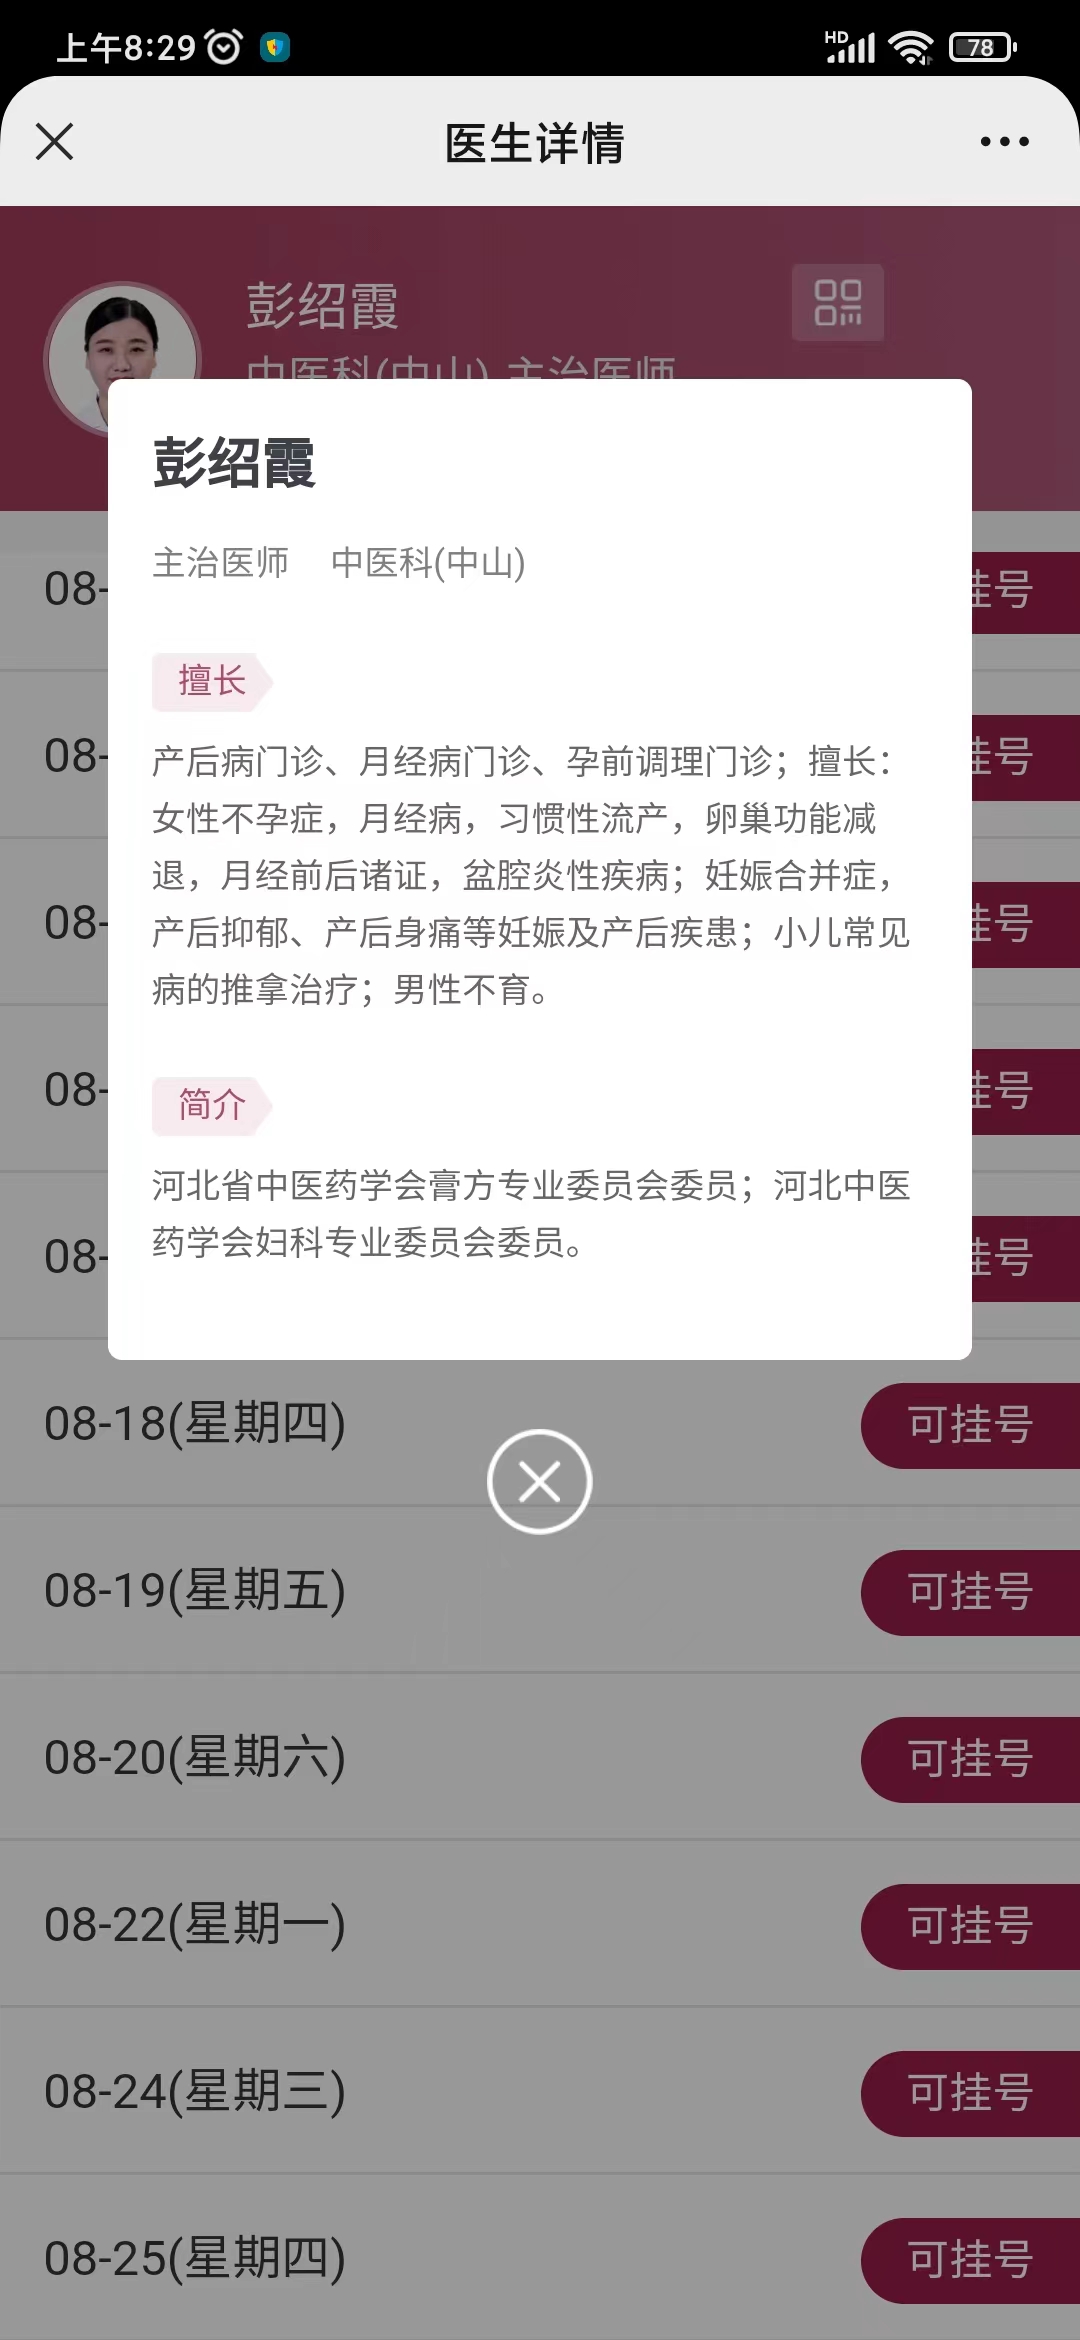 上午8:29
HD
78
医生详情
彭绍霞
中医科(中山) 主治医师
彭绍霞
主治医师 中医科(中山)
擅长
产后病门诊、月经病门诊、孕前调理门诊；擅长：
女性不孕症，月经病，习惯性流产，卵巢功能减
退，月经前后诸证，盆腔炎性疾病；妊娠合并症，
产后抑郁、产后身痛等妊娠及产后疾患；小儿常见
病的推拿治疗；男性不育。
简介
河北省中医药学会膏方专业委员会委员；河北中医
药学会妇科专业委员会委员。
08- 挂号
08- 挂号
08- 挂号
08- 挂号
08- 挂号
08-18(星期四) 可挂号
08-19(星期五) 可挂号
08-20(星期六) 可挂号
08-22(星期一) 可挂号
08-24(星期三) 可挂号
08-25(星期四) 可挂号